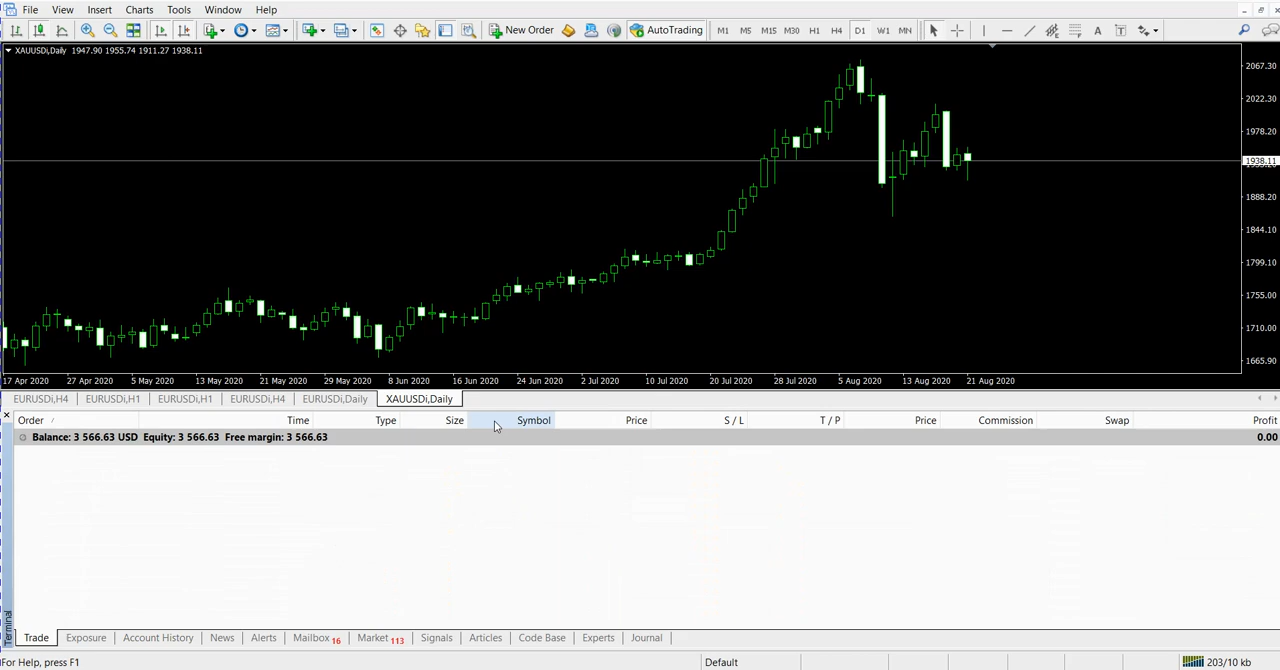 File View Insert Charts Tools Window Help
New Order AutoTrading M1 M5 M15 M30 H1 H4 D1 W1 MN A T
XAUUSDi,Daily 1947.90 1955.74 1911.27 1938.11
2067.30
2022.30
1978.20
1938.11
1888.20
1844.10
1799.10
1755.00
1710.00
1665.90
17 Apr 2020 27 Apr 2020 5 May 2020 13 May 2020 21 May 2020 29 May 2020 8 Jun 2020 16 Jun 2020 24 Jun 2020 2 Jul 2020 10 Jul 2020 20 Jul 2020 28 Jul 2020 5 Aug 2020 13 Aug 2020 21 Aug 2020
EURUSDi,H4 EURUSDi,H1 EURUSDi,H1 EURUSDi,H4 EURUSDi,Daily XAUUSDi,Daily
Order / Time Type Size Symbol Price S / L T / P Price Commission Swap Profit
Balance: 3 566.63 USD Equity: 3 566.63 Free margin: 3 566.63 0.00
Terminal
Trade Exposure Account History News Alerts Mailbox 16 Market 113 Signals Articles Code Base Experts Journal
For Help, press F1 Default 203/10 kb